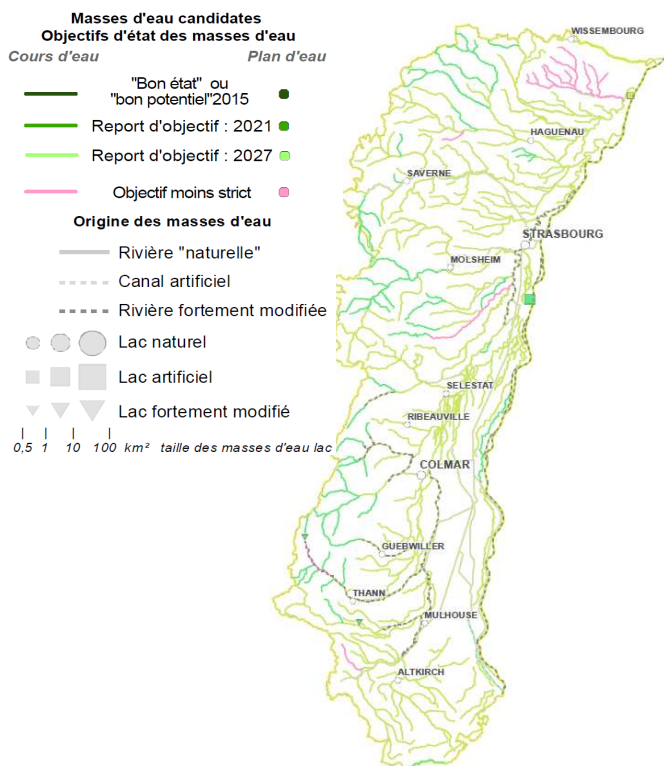 Masses d'eau candidates
Objectifs d'état des masses d'eau
Cours d'eau Plan d'eau
"Bon état" ou
"bon potentiel"2015
Report d'objectif : 2021
Report d'objectif : 2027
Objectif moins strict
Origine des masses d'eau
Rivière "naturelle"
Canal artificiel
Rivière fortement modifiée
Lac naturel
Lac artificiel
Lac fortement modifié
0,5 1 10 100 km² taille des masses d'eau lac
WISSEMBOURG
HAGUENAU
SAVERNE
STRASBOURG
MOLSHEIM
SELESTAT
RIBEAUVILLE
COLMAR
GUEBWILLER
THANN
MULHOUSE
ALTKIRCH